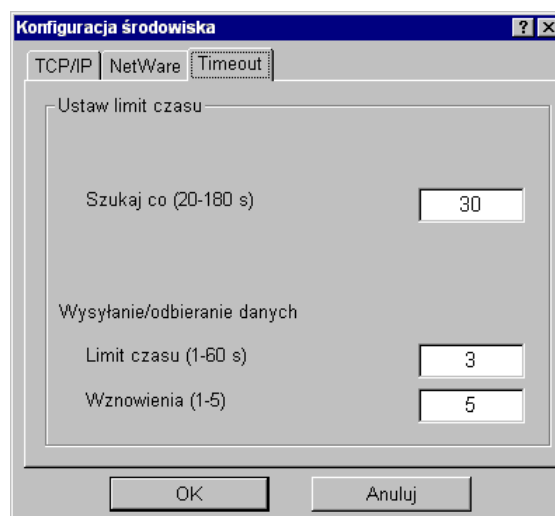 Konfiguracja środowiska
TCP/IP NetWare Timeout
Ustaw limit czasu
Szukaj co (20-180 s) 30
Wysyłanie/odbieranie danych
Limit czasu (1-60 s) 3
Wznowienia (1-5) 5
OK Anuluj